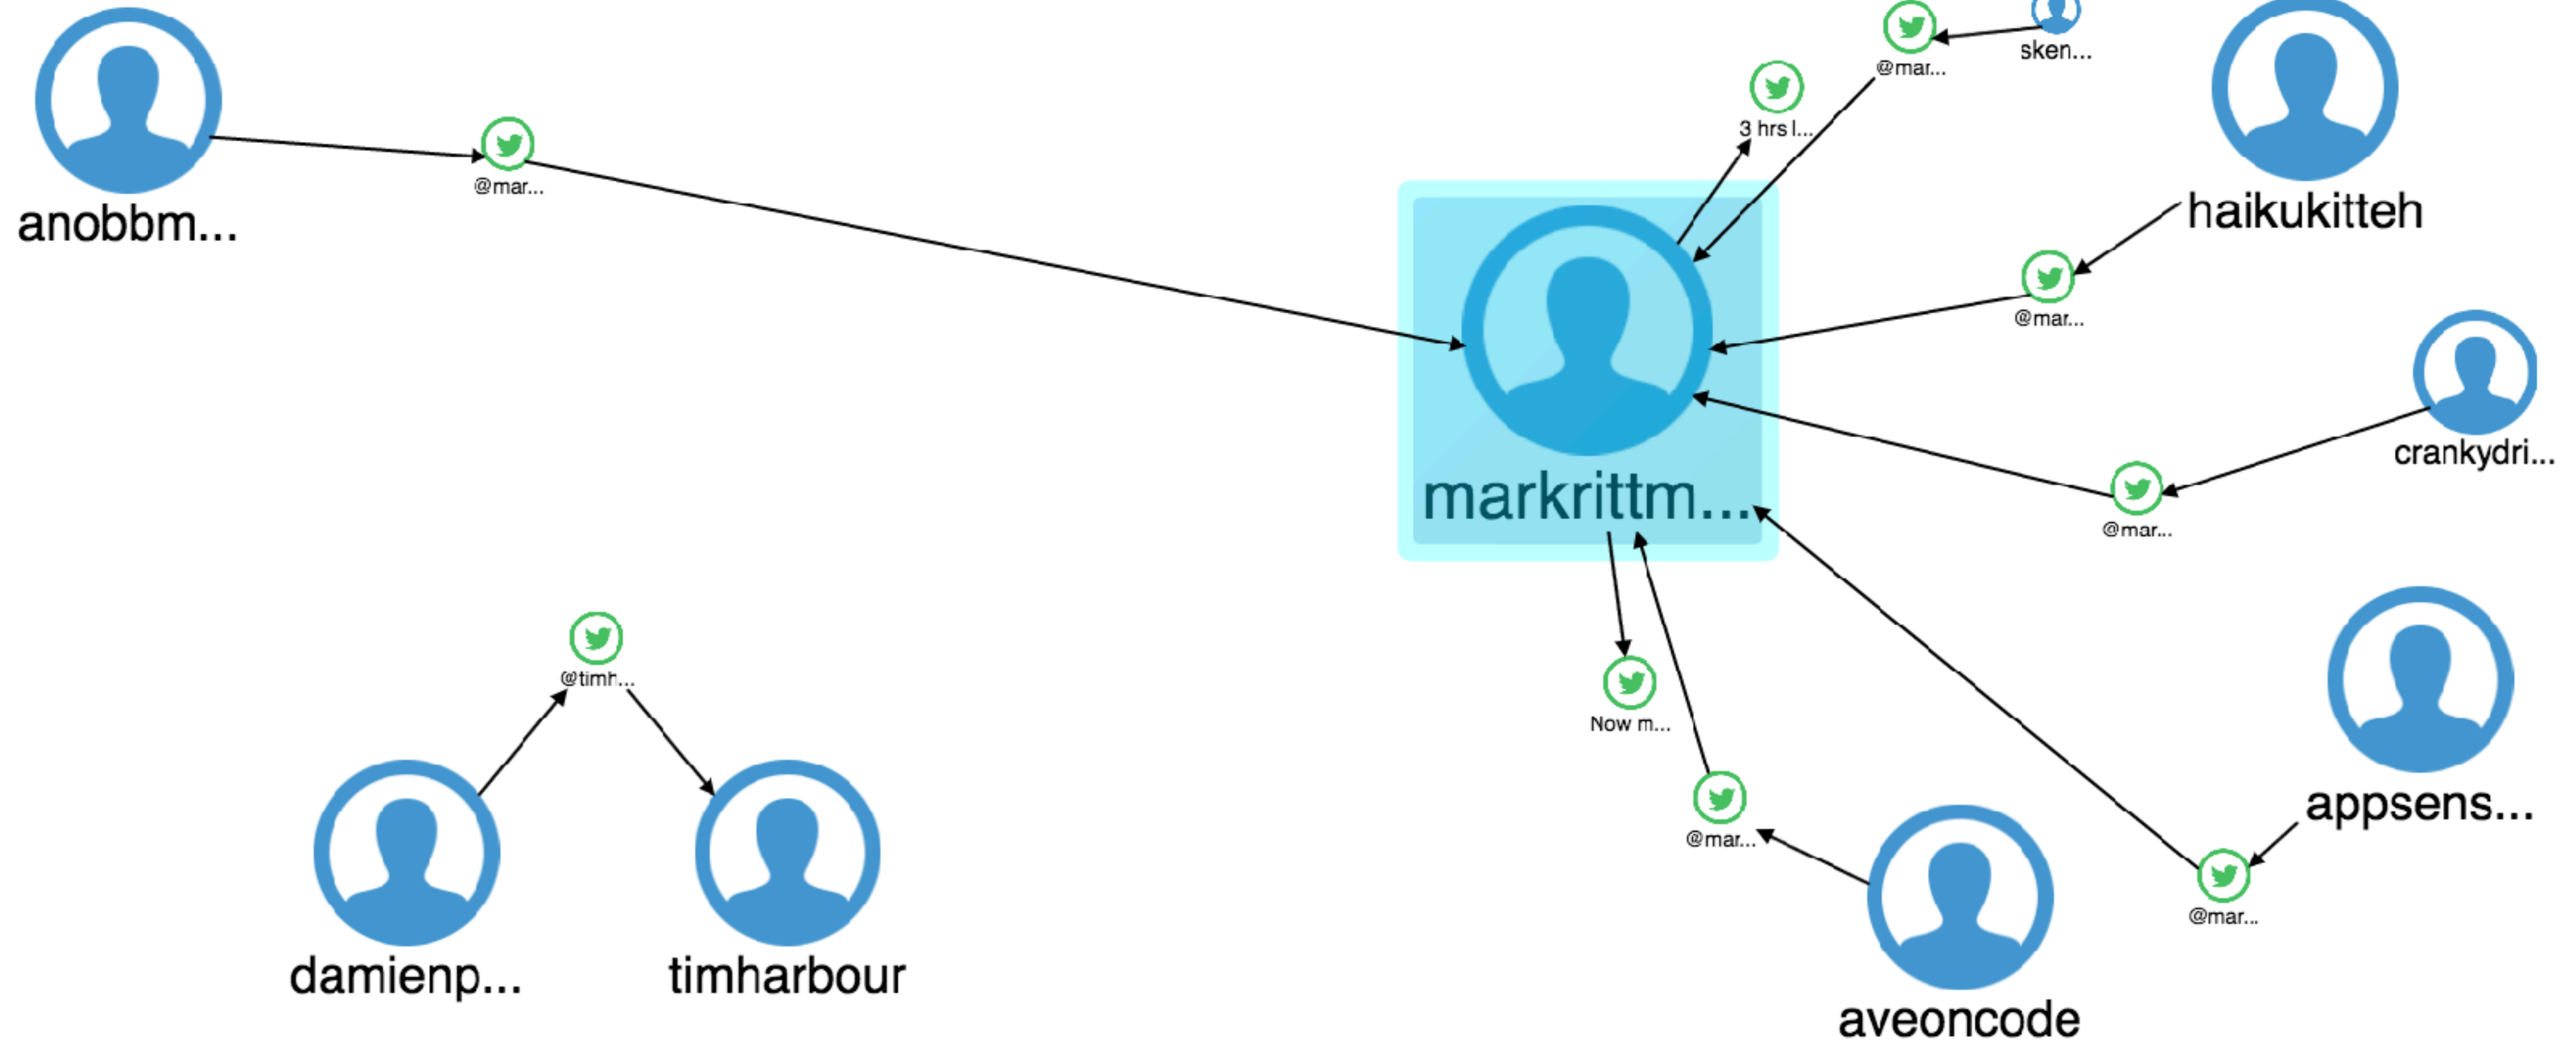 sken...
@mar...
3 hrs l...
@mar...
anobbm...
haikukitteh
@mar...
crankydri...
markrittm...
@mar...
@timh...
Now m...
appsens...
@mar...
@mar...
damienp...
timharbour
aveoncode